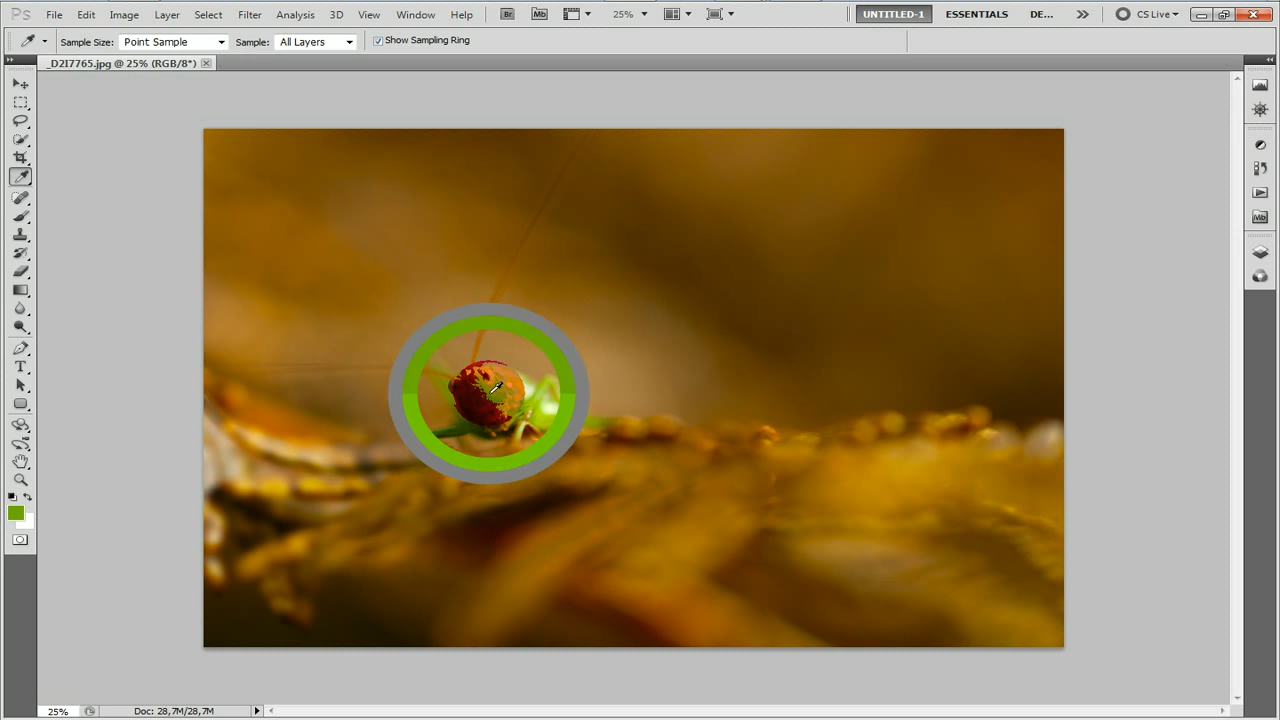 Ps File Edit Image Layer Select Filter Analysis 3D View Window Help Br Mb 25% UNTITLED-1 ESSENTIALS DE... CS Live
Sample Size: Point Sample Sample: All Layers Show Sampling Ring
_D2I7765.jpg @ 25% (RGB/8*)
T
Mb
25% Doc: 28,7M/28,7M